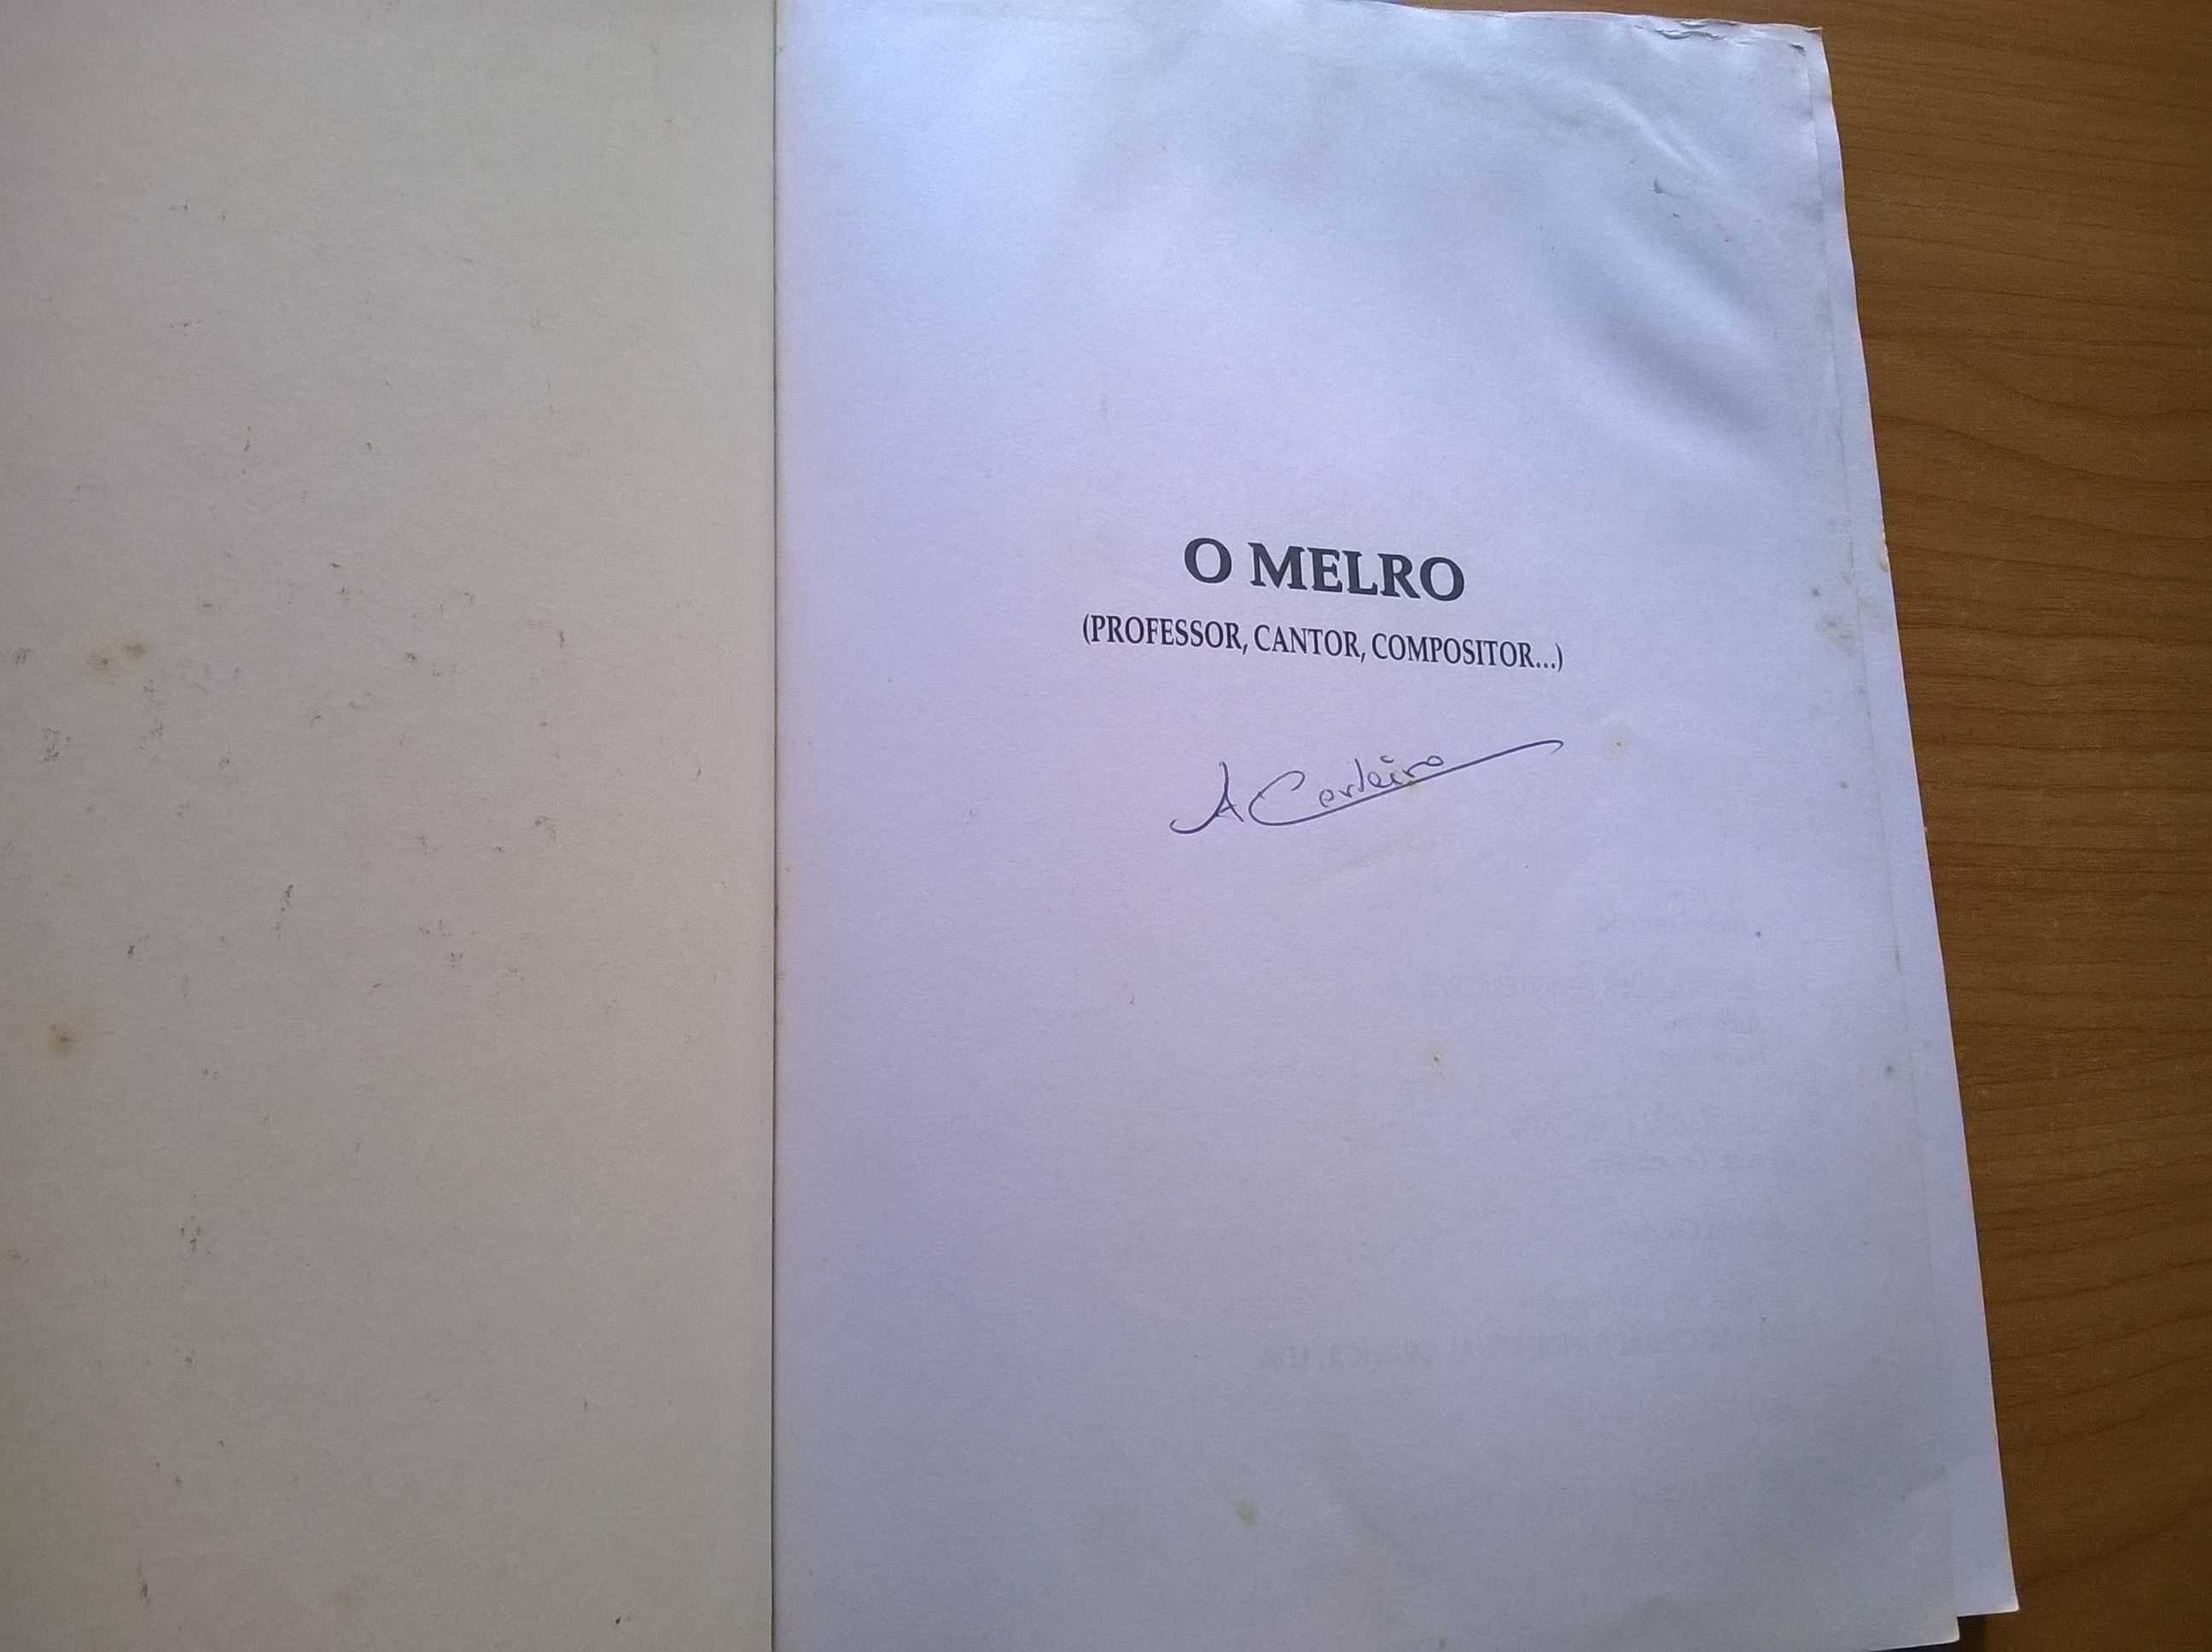 O MELRO
(PROFESSOR, CANTOR, COMPOSITOR...)
A Cordeiro